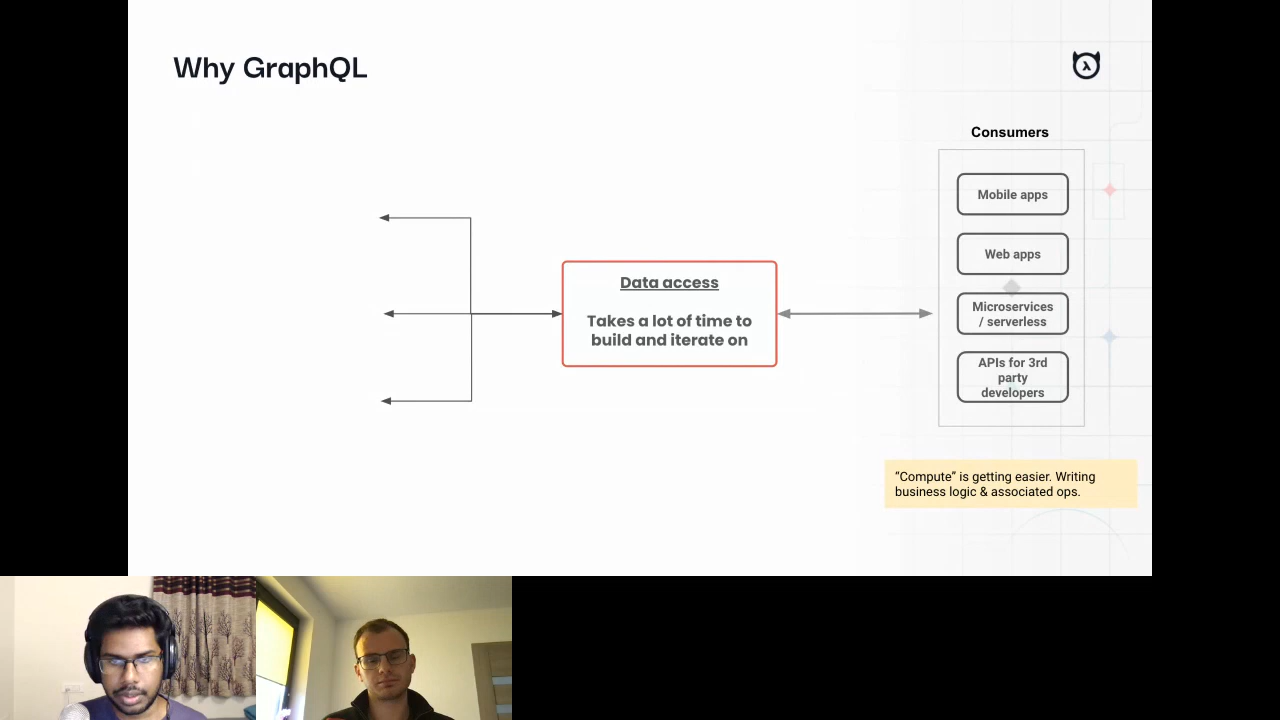 Why GraphQL
Consumers
Mobile apps
Web apps
Data access
Takes a lot of time to
build and iterate on
Microservices
/ serverless
APIs for 3rd
party
developers
“Compute” is getting easier. Writing
business logic & associated ops.